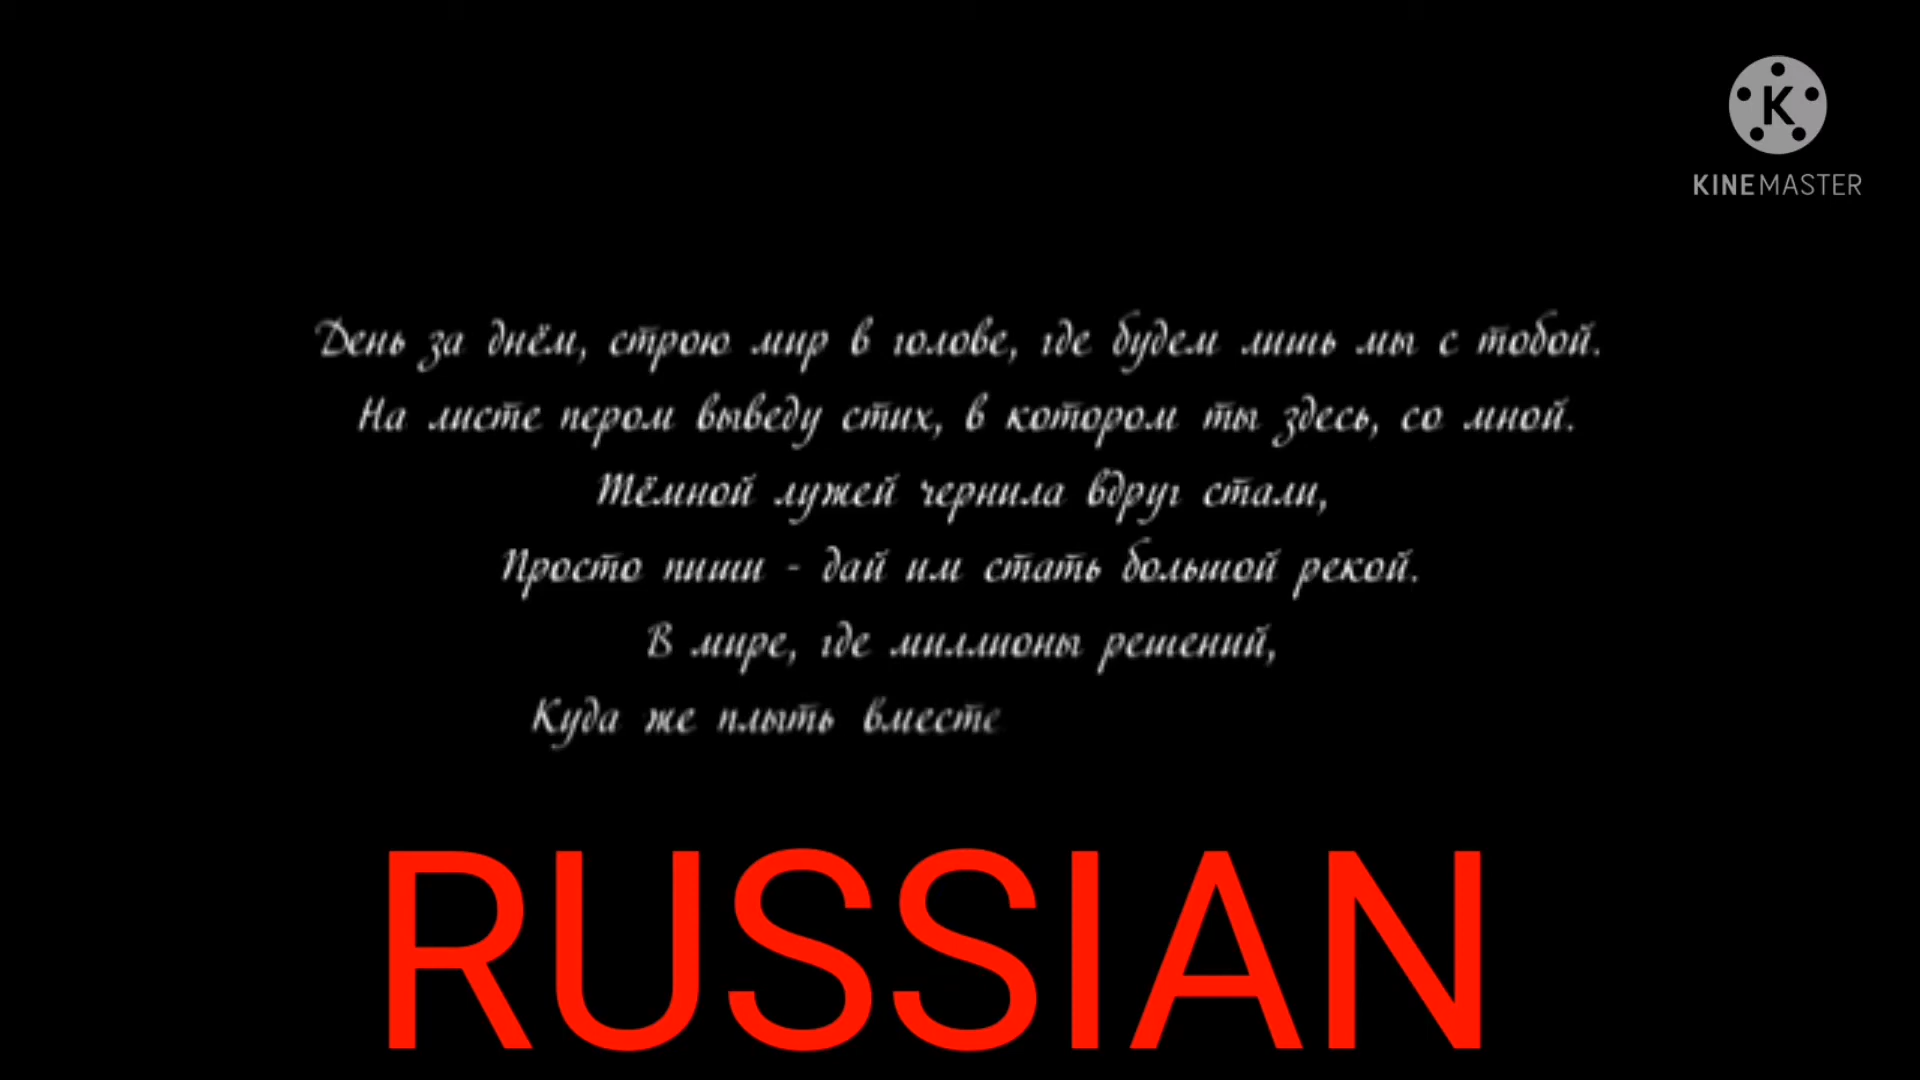 KINEMASTER
День за днём, строю мир в голове, где будем лишь мы с тобой.
На листе пером выведу стих, в котором ты здесь, со мной.
Тёмной лужей чернила вдруг стали,
Просто пиши - дай им стать большой рекой.
В мире, где миллионы решений,
Куда же плыть вместе
RUSSIAN